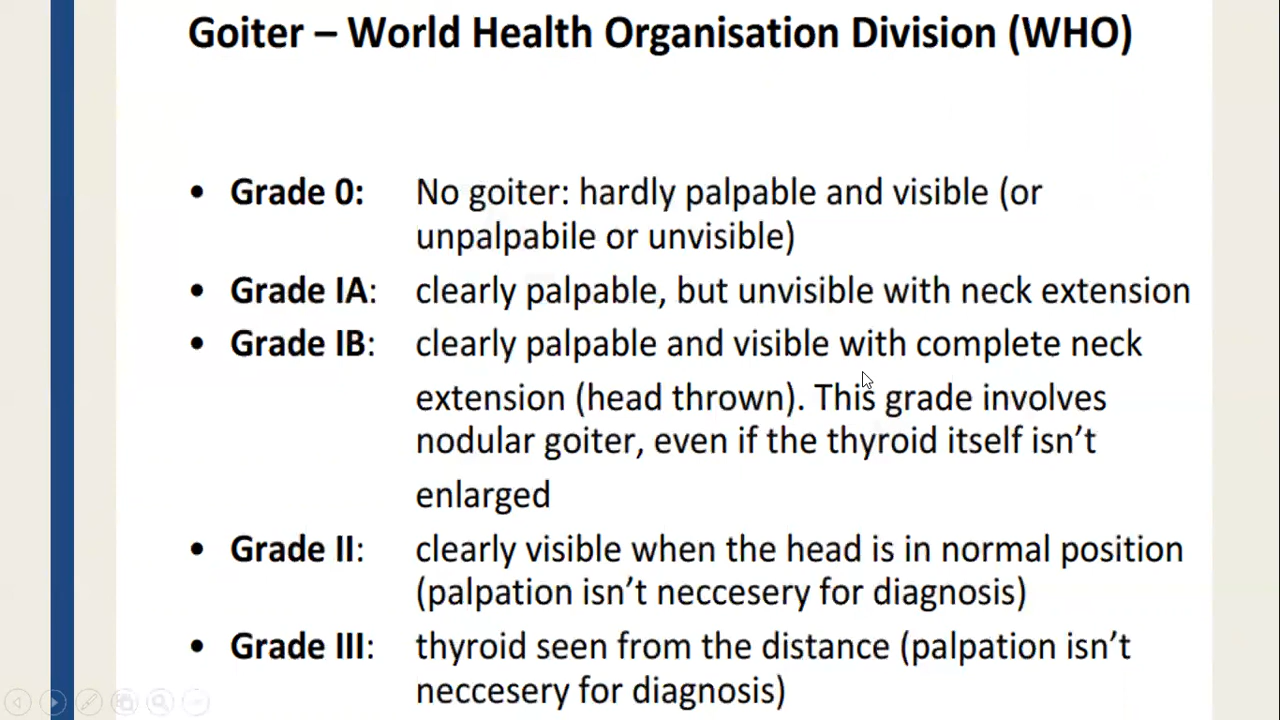 Goiter – World Health Organisation Division (WHO)
• Grade 0: No goiter: hardly palpable and visible (or
unpalpabile or unvisible)
• Grade IA: clearly palpable, but unvisible with neck extension
• Grade IB: clearly palpable and visible with complete neck
extension (head thrown). This grade involves
nodular goiter, even if the thyroid itself isn’t
enlarged
• Grade II: clearly visible when the head is in normal position
(palpation isn’t neccesery for diagnosis)
• Grade III: thyroid seen from the distance (palpation isn’t
neccesery for diagnosis)